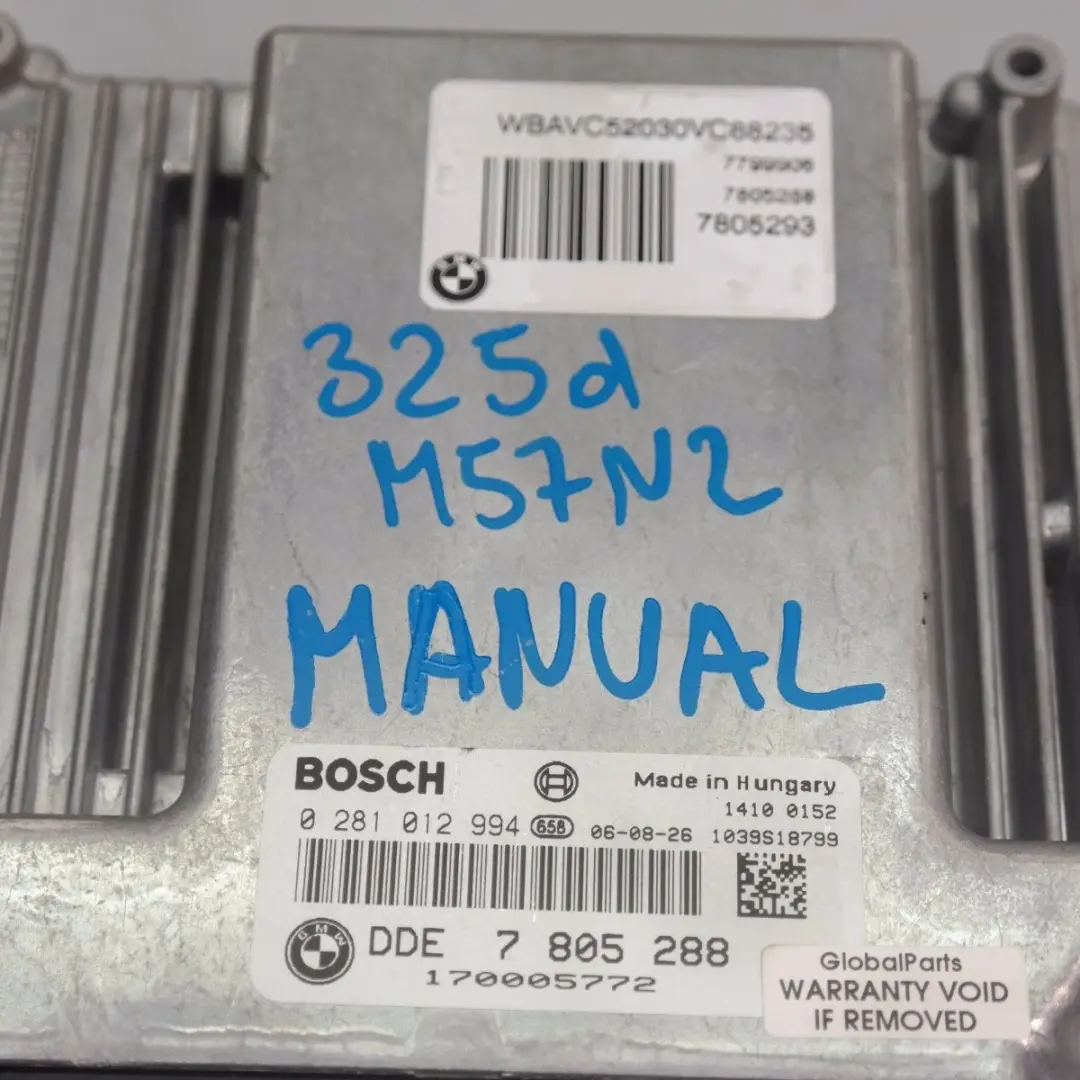 WBAVC52030VC88235
7799906
7805288
7805293
325d
M57N2
MANUAL
BOSCH
Made in Hungary
1410 0152
0 281 012 994 658 06-08-26 1039S18799
BMW DDE 7 805 288
170005772
GlobalParts
WARRANTY VOID
IF REMOVED